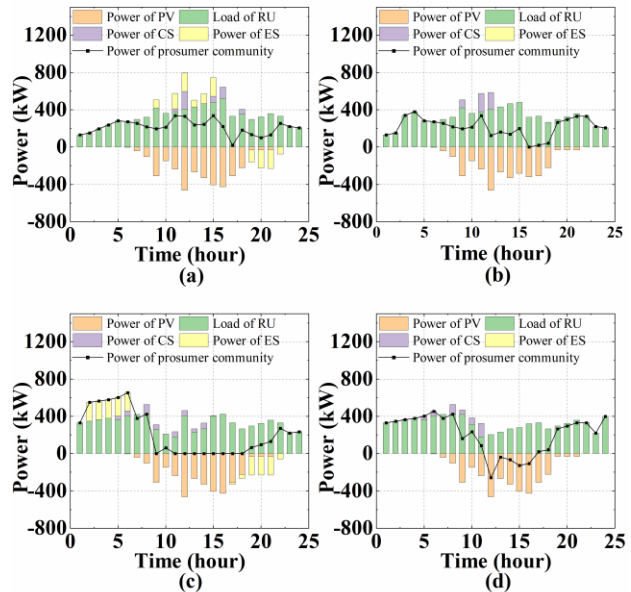 Power of PV Load of RU
Power of CS Power of ES
Power of prosumer community
1200
800
400
0
-400
-800
Power (kW)
0 5 10 15 20 25
Time (hour)
(a)
Power of PV Load of RU
Power of CS Power of ES
Power of prosumer community
1200
800
400
0
-400
-800
Power (kW)
0 5 10 15 20 25
Time (hour)
(b)
Power of PV Load of RU
Power of CS Power of ES
Power of prosumer community
1200
800
400
0
-400
-800
Power (kW)
0 5 10 15 20 25
Time (hour)
(c)
Power of PV Load of RU
Power of CS Power of ES
Power of prosumer community
1200
800
400
0
-400
-800
Power (kW)
0 5 10 15 20 25
Time (hour)
(d)